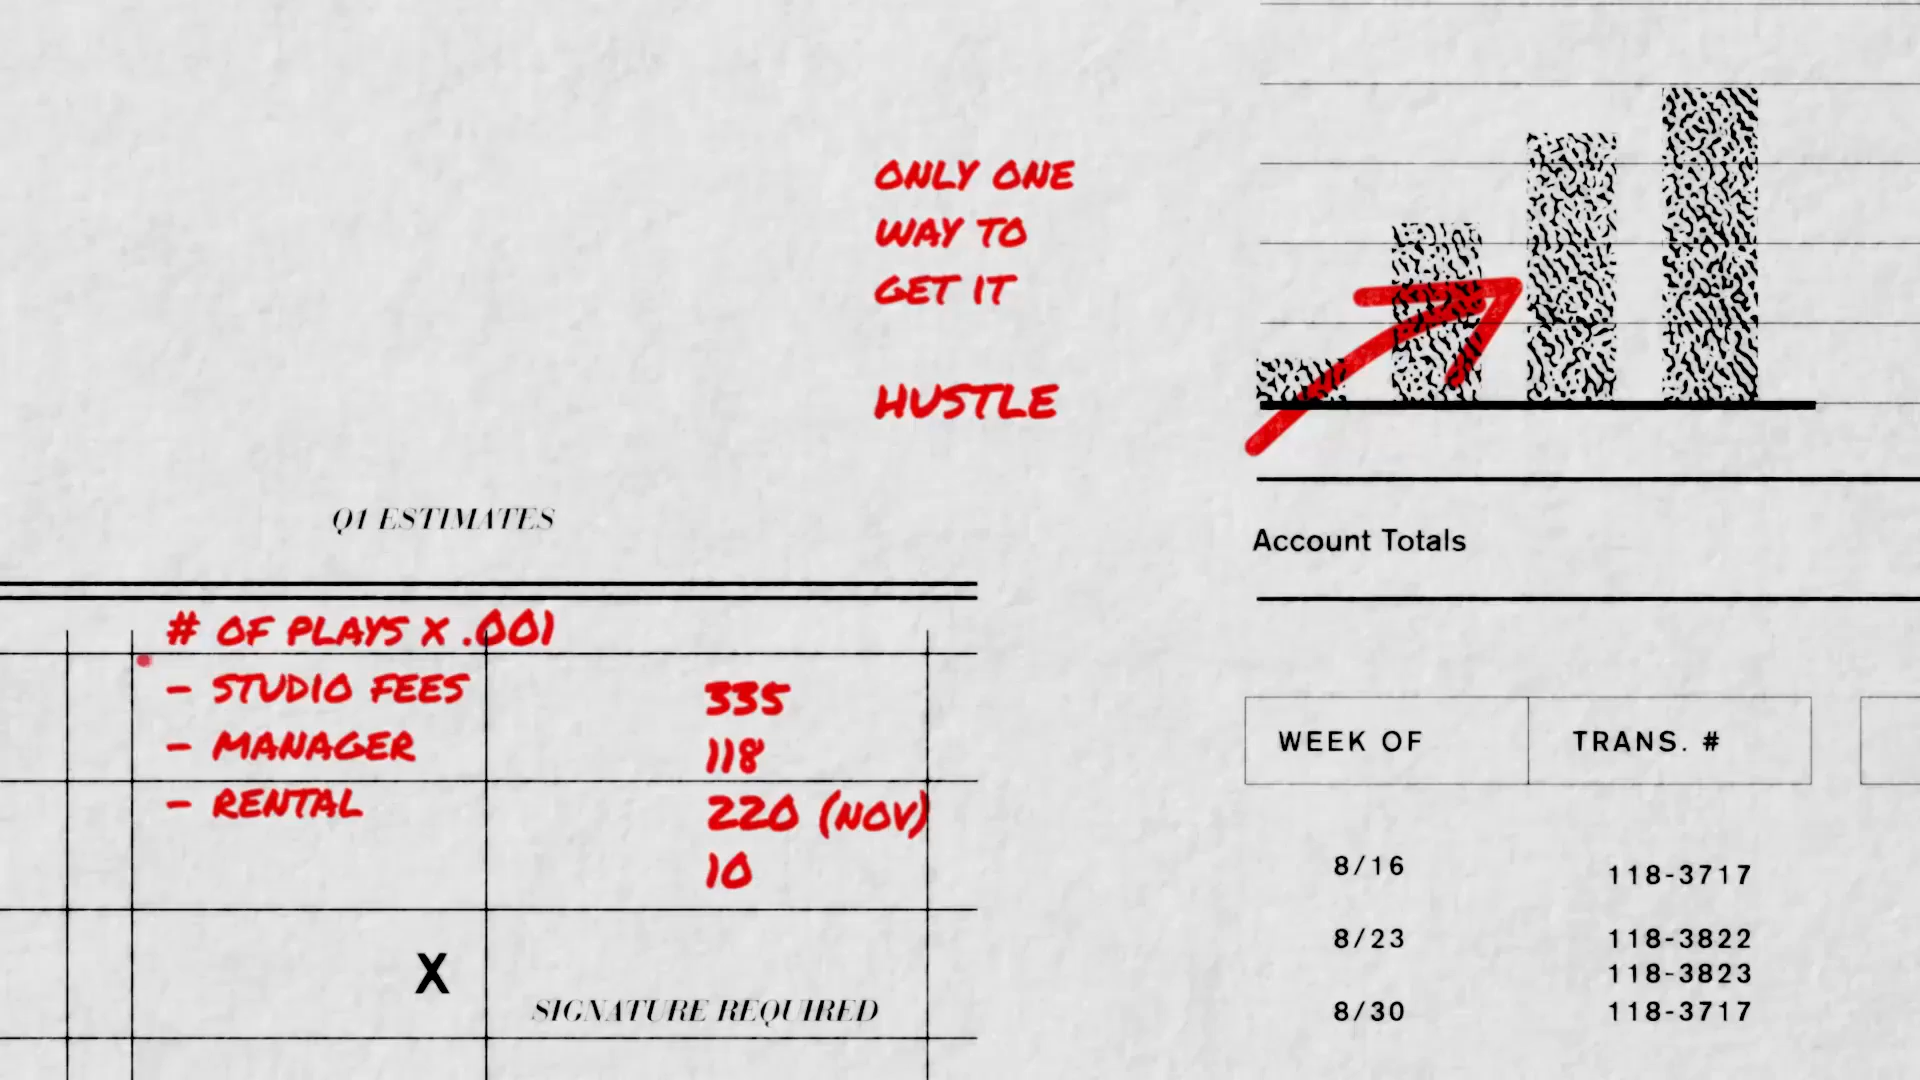 ONLY ONE
WAY TO
GET IT
HUSTLE
Q1 ESTIMATES
# OF PLAYS X .001
- STUDIO FEES
335
- MANAGER
118
- RENTAL
220 (NOV)
10
X
SIGNATURE REQUIRED
Account Totals
WEEK OF
TRANS. #
8/16
118-3717
8/23
118-3822
118-3823
8/30
118-3717